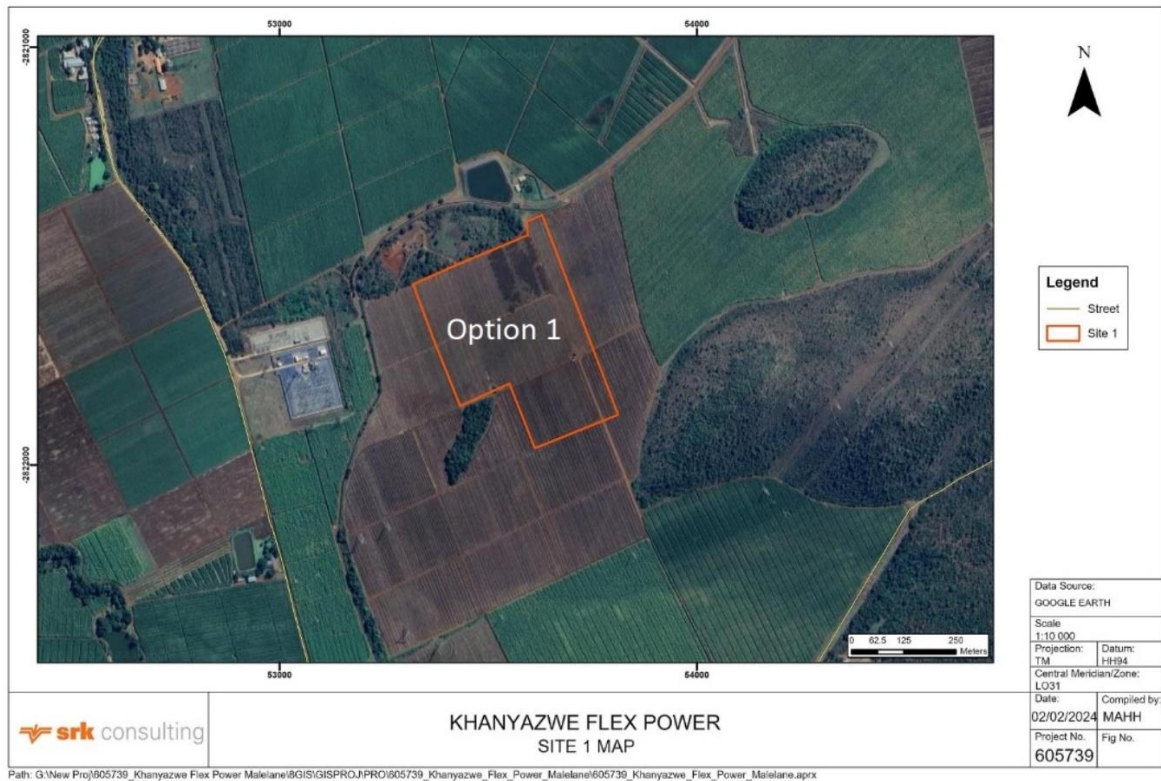 53000
54000
-2821000
N
Option 1
Legend
Street
Site 1
-2822000
0 62.5 125 250
Meters
53000
54000
Data Source:
GOOGLE EARTH
Scale
1:10 000
Projection: Datum:
TM HH94
Central Meridian/Zone:
LO31
Date: Compiled by:
02/02/2024 MAHH
Project No. Fig No.
605739
srk consulting
KHANYAZWE FLEX POWER
SITE 1 MAP
Path: G:\New Proj\605739_Khanyazwe Flex Power Malelane\8GIS\GISPROJ\PRO\605739_Khanyazwe_Flex_Power_Malelane\605739_Khanyazwe_Flex_Power_Malelane.aprx